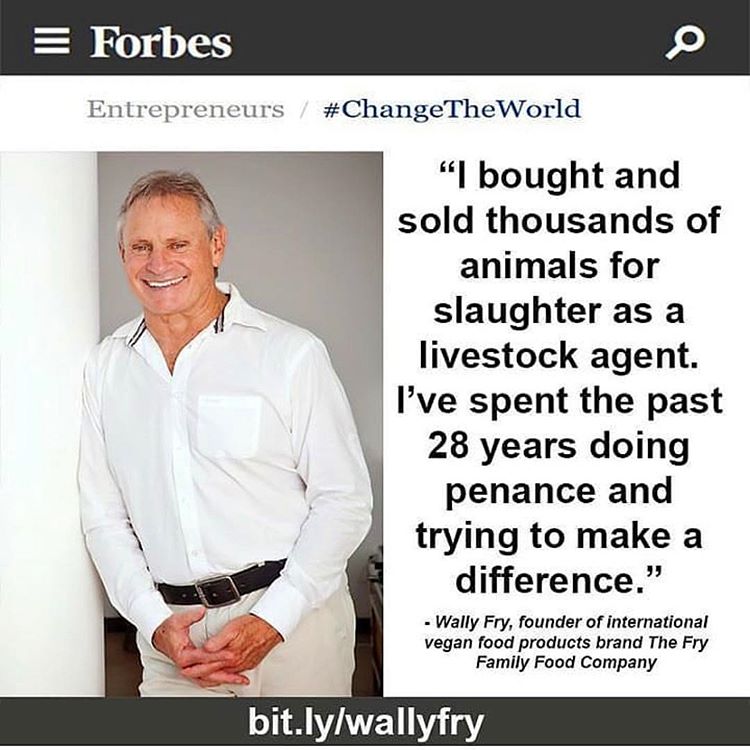 Forbes
Entrepreneurs / #ChangeTheWorld
“I bought and
sold thousands of
animals for
slaughter as a
livestock agent.
I’ve spent the past
28 years doing
penance and
trying to make a
difference.”
- Wally Fry, founder of international
vegan food products brand The Fry
Family Food Company
bit.ly/wallyfry